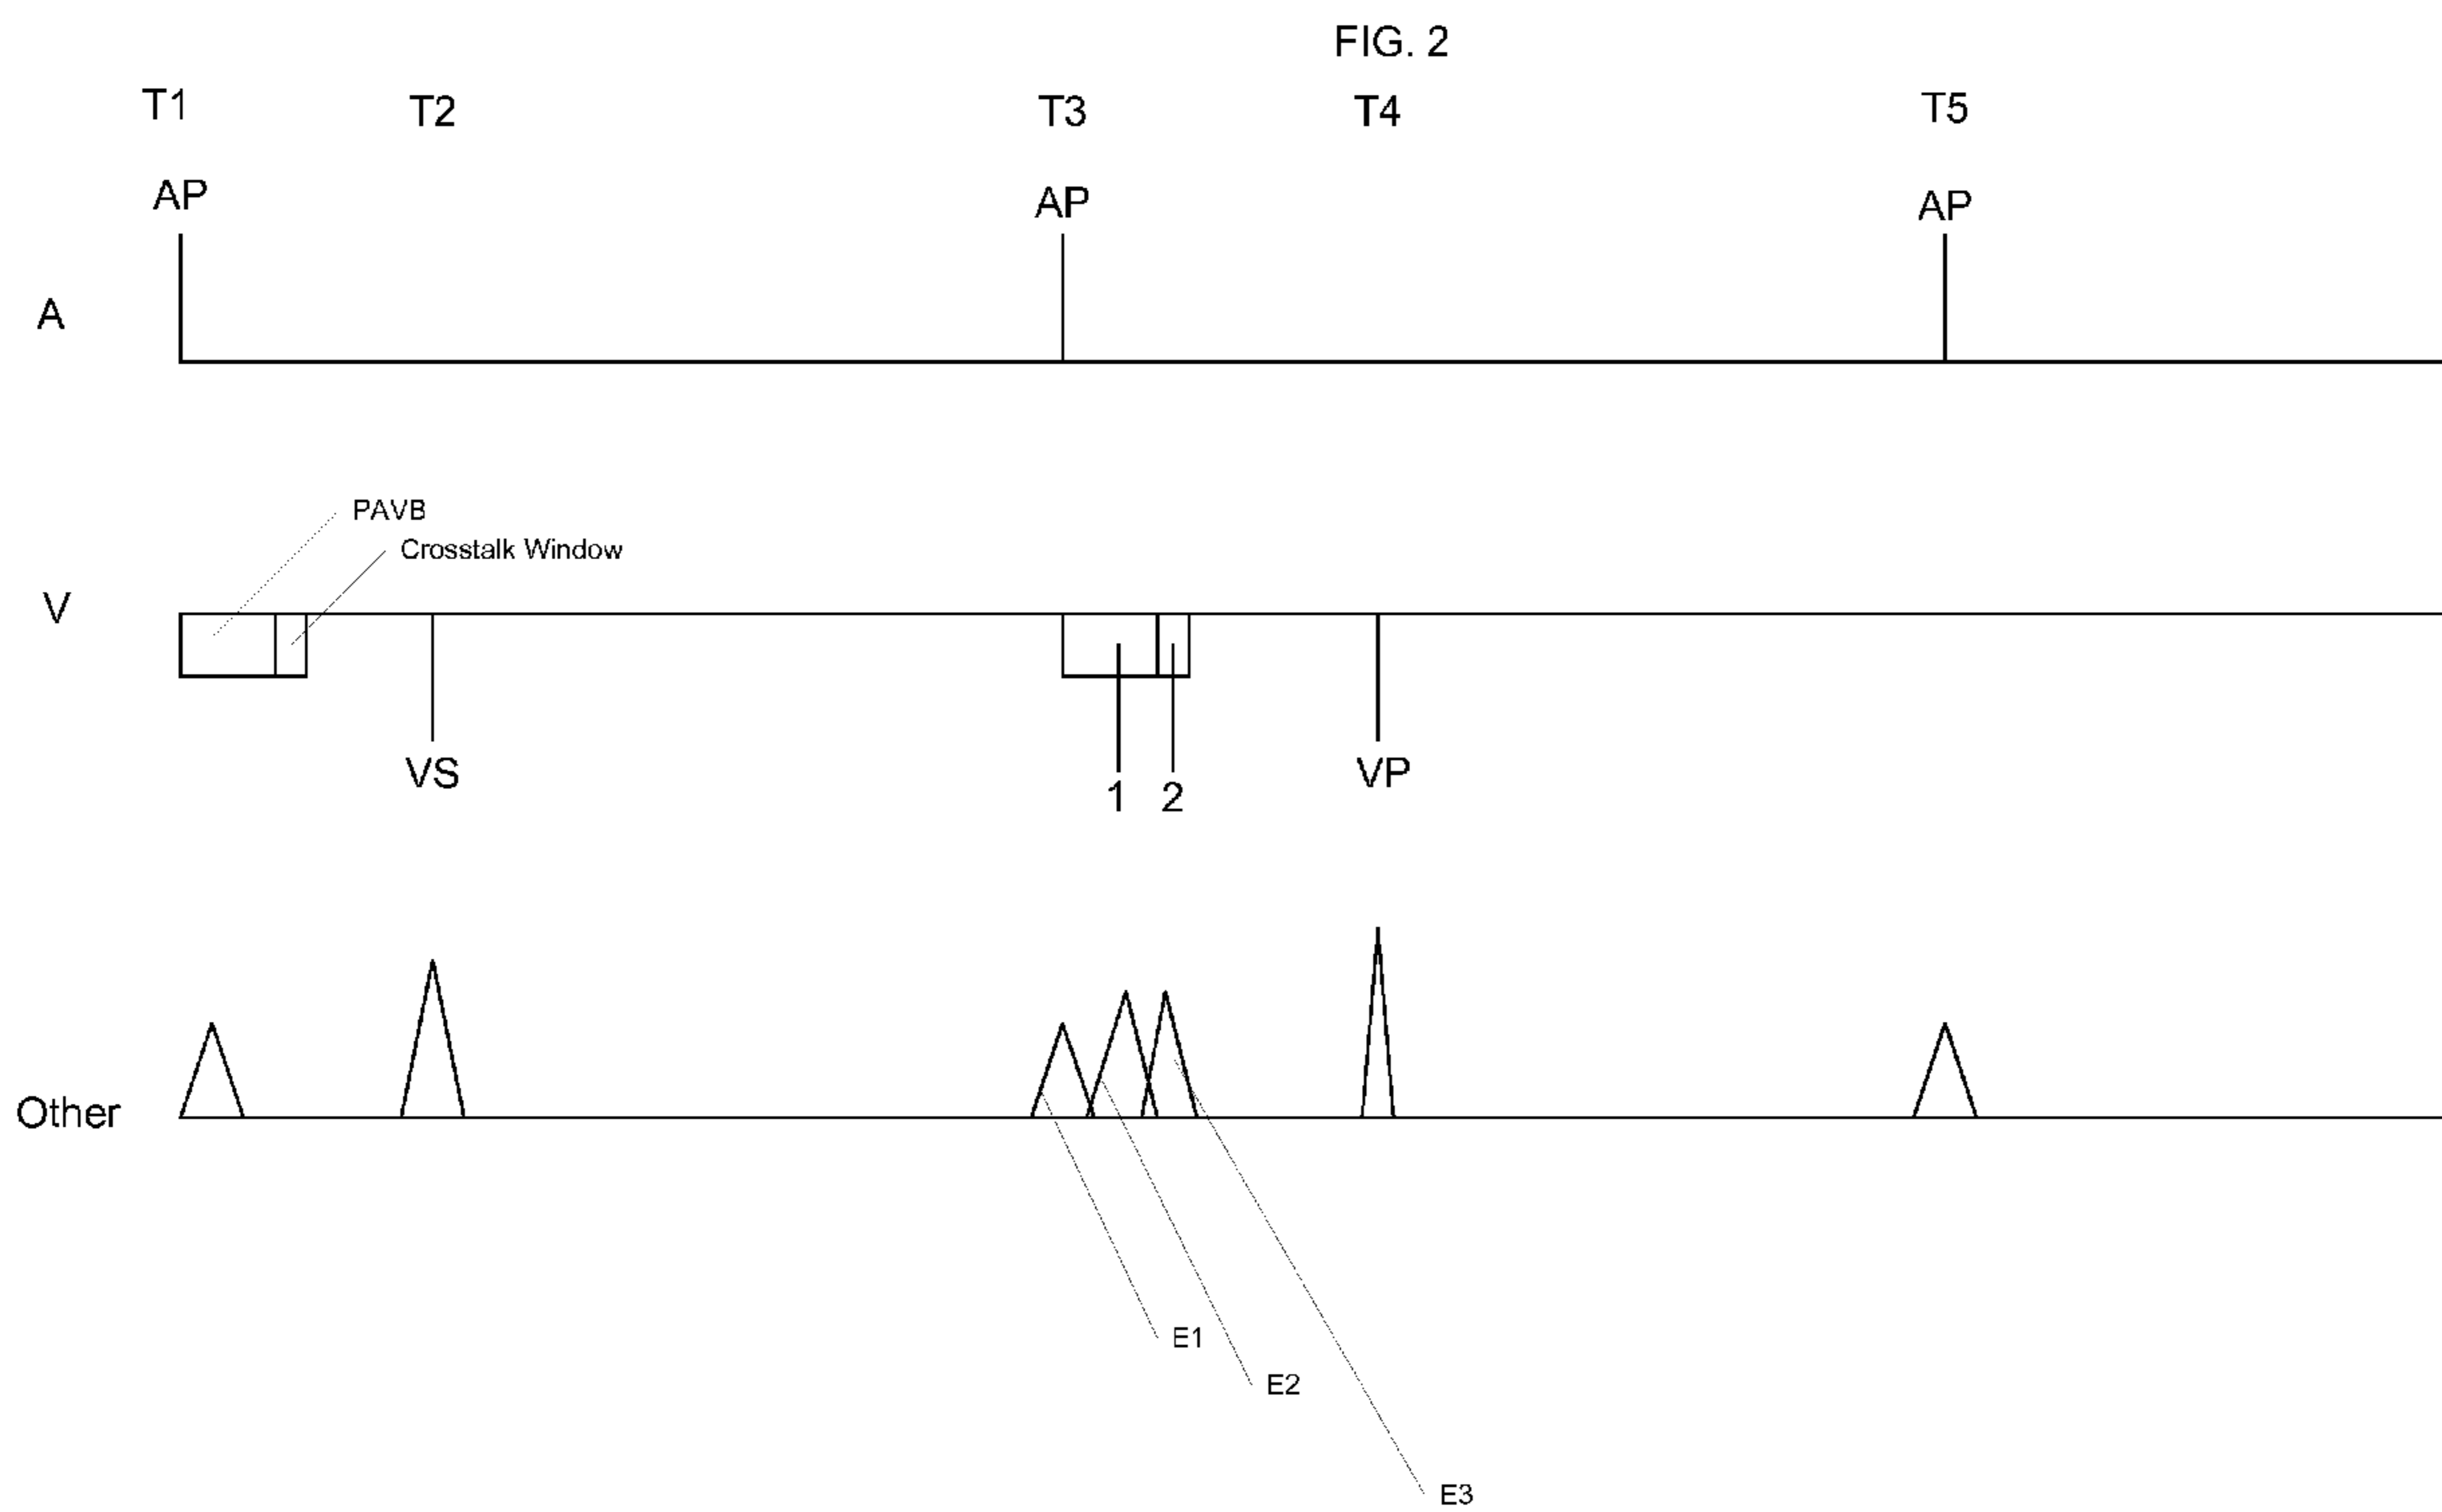 FIG. 2
T1 T2 T3 T4 T5
AP AP AP
A
PAVB
Crosstalk Window
V
VS VP
1 2
Other
E1
E2
E3